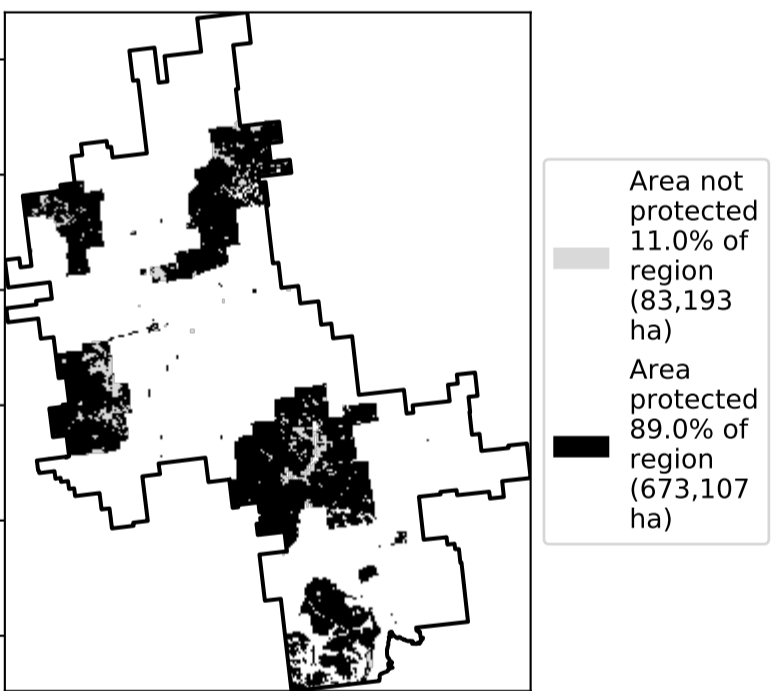 Area not
protected
11.0% of
region
(83,193
ha)
Area
protected
89.0% of
region
(673,107
ha)